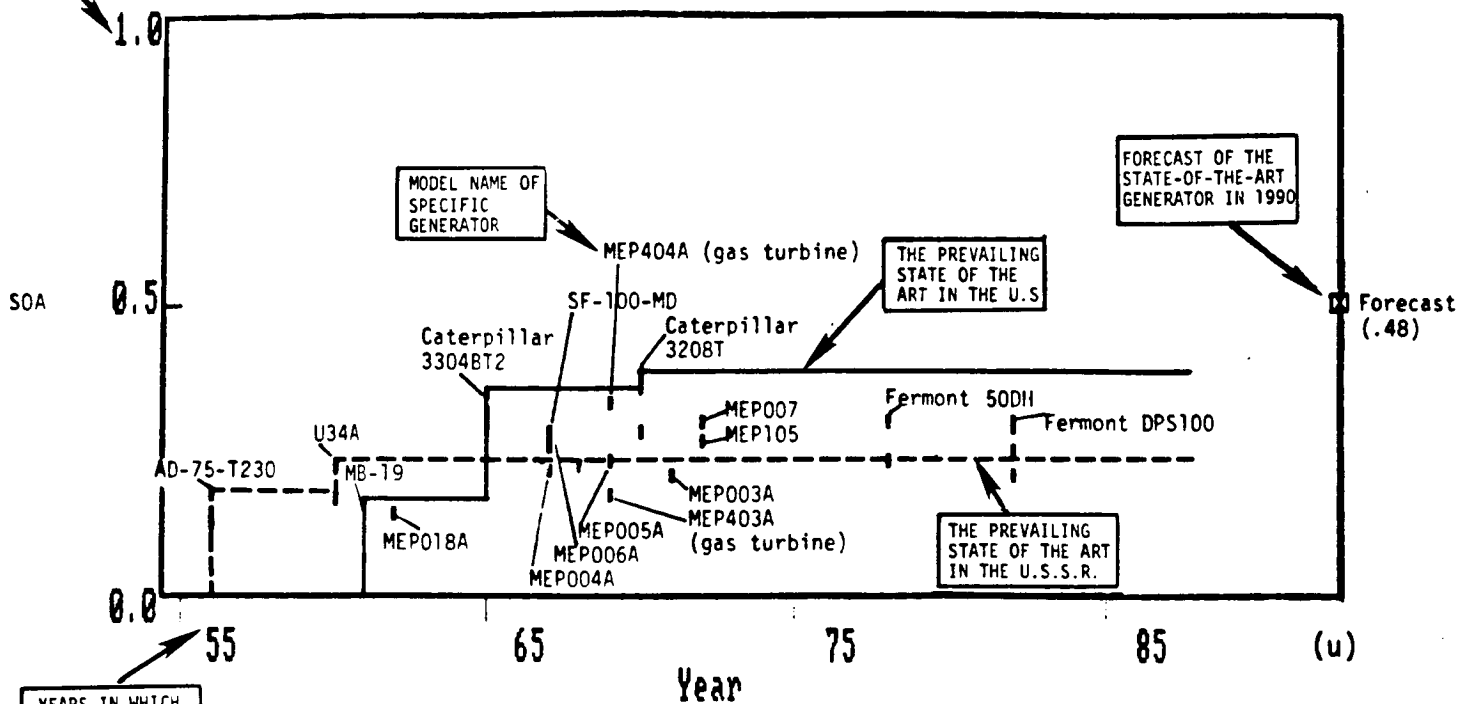 1.0
MODEL NAME OF
SPECIFIC
GENERATOR
FORECAST OF THE
STATE-OF-THE-ART
GENERATOR IN 1990
MEP404A (gas turbine)
THE PREVAILING
STATE OF THE
ART IN THE U.S
SOA
0.5
SF-100-MD
Forecast
(.48)
Caterpillar
3304BT2
Caterpillar
3208T
MEP007
MEP105
Fermont 50DH
Fermont DPS100
U34A
AD-75-T230
MB-19
MEP018A
MEP003A
MEP403A
(gas turbine)
MEP005A
MEP006A
MEP004A
THE PREVAILING
STATE OF THE ART
IN THE U.S.S.R.
0.0
55
65
75
85
(u)
Year
YEARS IN WHICH